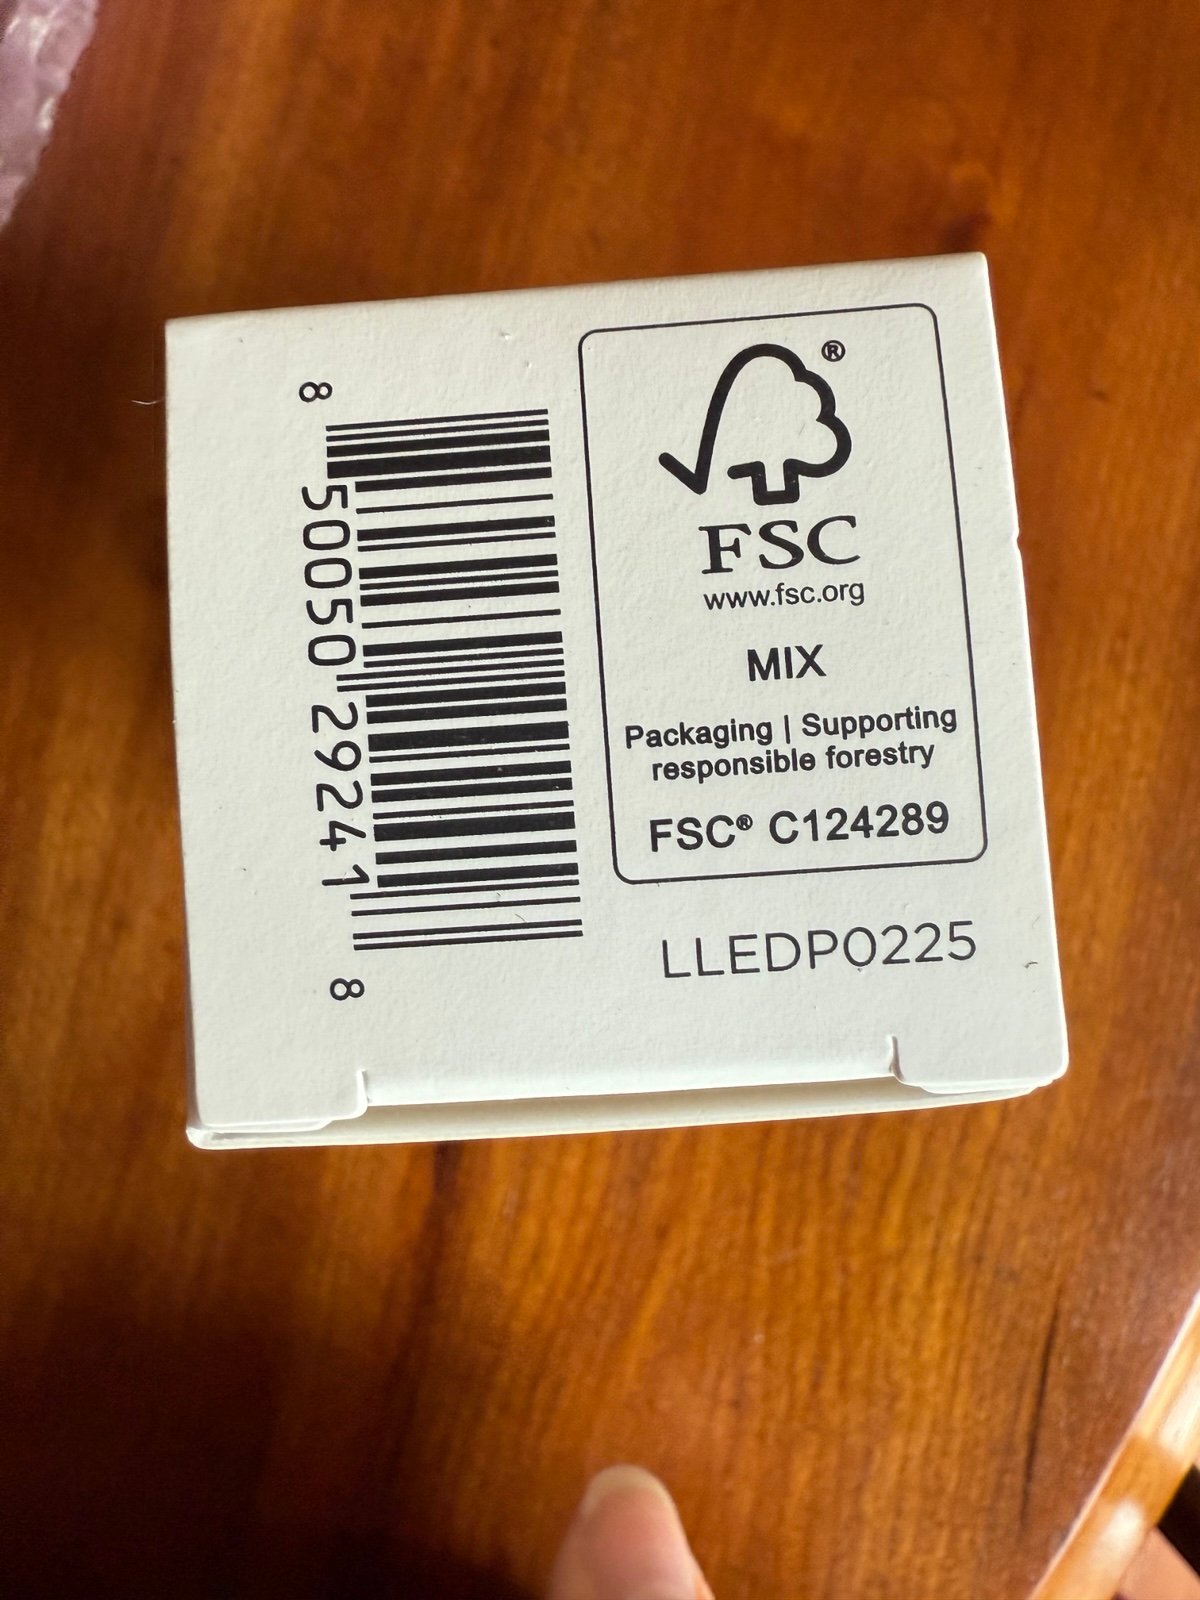 8 50050 29241 8
®
FSC
www.fsc.org
MIX
Packaging | Supporting
responsible forestry
FSC® C124289
LLEDP0225